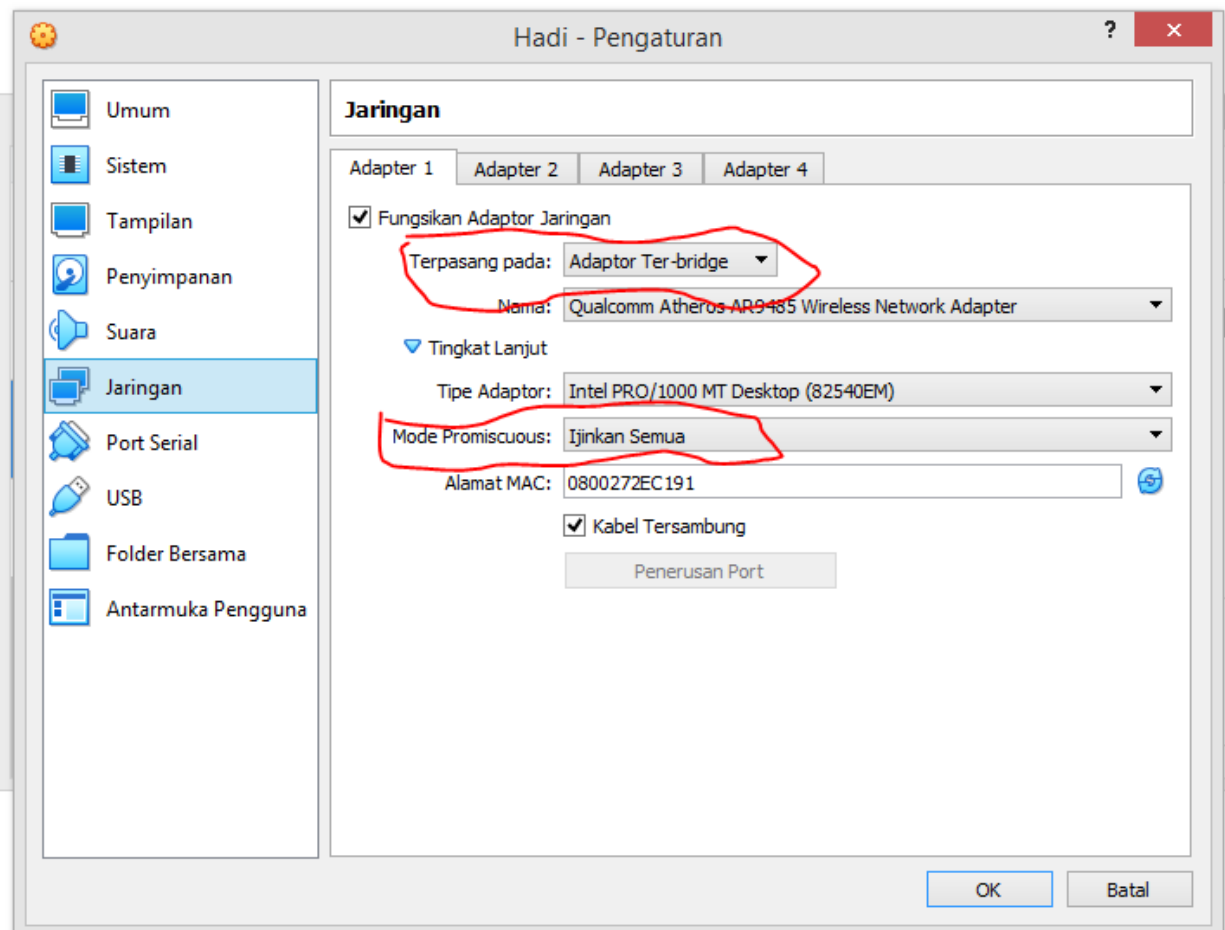 Hadi - Pengaturan
?
Umum
Sistem
Tampilan
Penyimpanan
Suara
Jaringan
Port Serial
USB
Folder Bersama
Antarmuka Pengguna
Jaringan
Adapter 1 Adapter 2 Adapter 3 Adapter 4
Fungsikan Adaptor Jaringan
Terpasang pada: Adaptor Ter-bridge
Nama: Qualcomm Atheros AR9485 Wireless Network Adapter
Tingkat Lanjut
Tipe Adaptor: Intel PRO/1000 MT Desktop (82540EM)
Mode Promiscuous: Ijinkan Semua
Alamat MAC: 0800272EC191
Kabel Tersambung
Penerusan Port
OK Batal